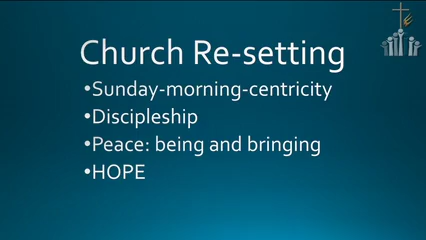 Church Re-setting
•Sunday-morning-centricity
•Discipleship
•Peace: being and bringing
•HOPE